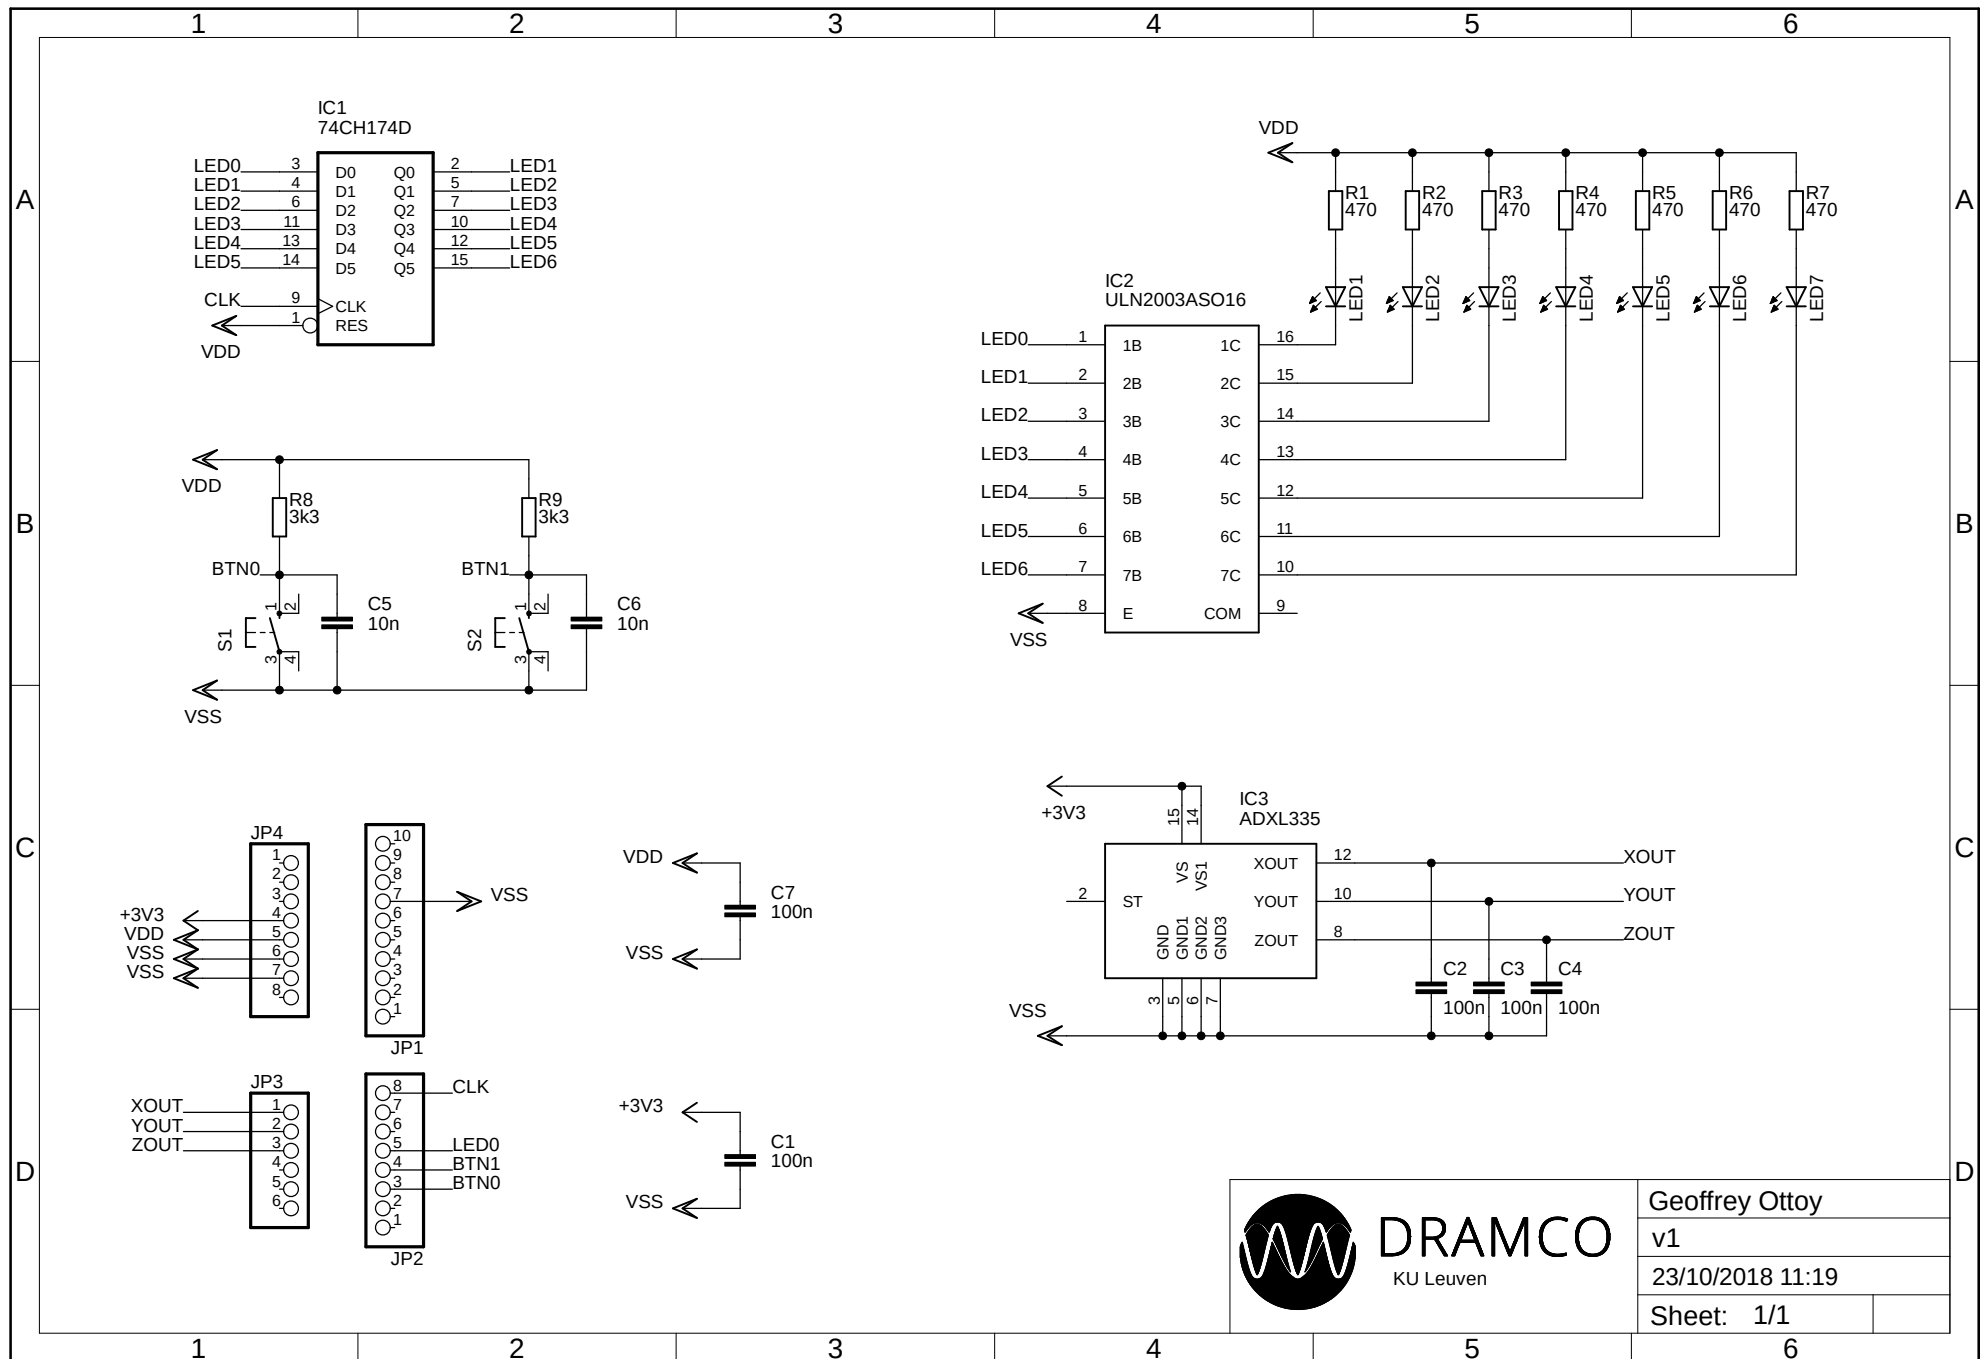 1 2 3 4 5 6
A A
B B
C C
D D
IC1
74CH174D
LED0 3 D0 Q0 2 LED1
LED1 4 D1 Q1 5 LED2
LED2 6 D2 Q2 7 LED3
LED3 11 D3 Q3 10 LED4
LED4 13 D4 Q4 12 LED5
LED5 14 D5 Q5 15 LED6
CLK 9 CLK
1 RES
VDD
VDD
R1 R2 R3 R4 R5 R6 R7
470 470 470 470 470 470 470
LED1 LED2 LED3 LED4 LED5 LED6 LED7
IC2
ULN2003ASO16
LED0 1 1B 1C 16
LED1 2 2B 2C 15
LED2 3 3B 3C 14
LED3 4 4B 4C 13
LED4 5 5B 5C 12
LED5 6 6B 6C 11
LED6 7 7B 7C 10
8 E COM 9
VSS
VDD
R8 R9
3k3 3k3
BTN0 BTN1
1 2 1 2
S1 S2
3 4 3 4
C5 C6
10n 10n
VSS
JP4
1
2
3
+3V3 4
VDD 5
VSS 6
VSS 7
8
10
9
8
7 VSS
6
5
4
3
2
1
JP1
VDD
C7
100n
VSS
+3V3
15 14
IC3
ADXL335
VS VS1
2 ST
XOUT 12 XOUT
YOUT 10 YOUT
ZOUT 8 ZOUT
GND GND1 GND2 GND3
3 5 6 7
C2 C3 C4
100n 100n 100n
VSS
JP3
XOUT 1
YOUT 2
ZOUT 3
4
5
6
8 CLK
7
6
5 LED0
4 BTN1
3 BTN0
2
1
JP2
+3V3
C1
100n
VSS
DRAMCO
KU Leuven
Geoffrey Ottoy
v1
23/10/2018 11:19
Sheet: 1/1
1 2 3 4 5 6